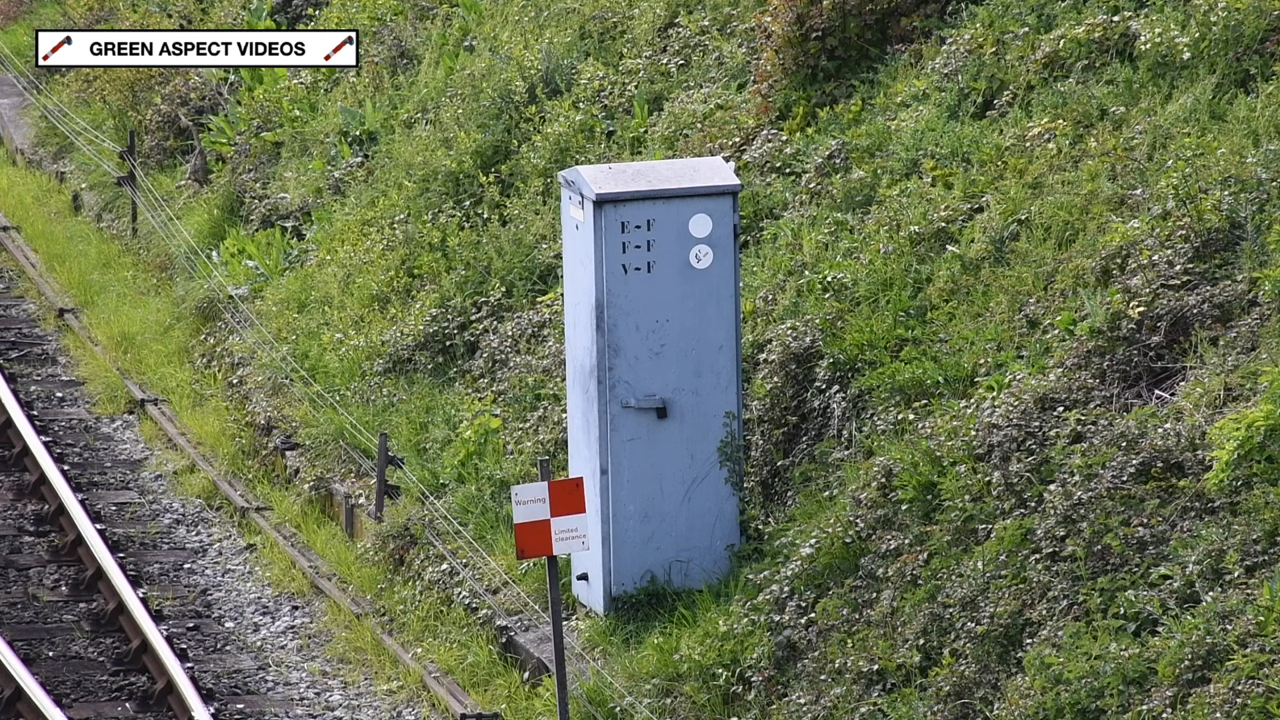 GREEN ASPECT VIDEOS
E~F
F~F
V~F
Warning
Limited
clearance